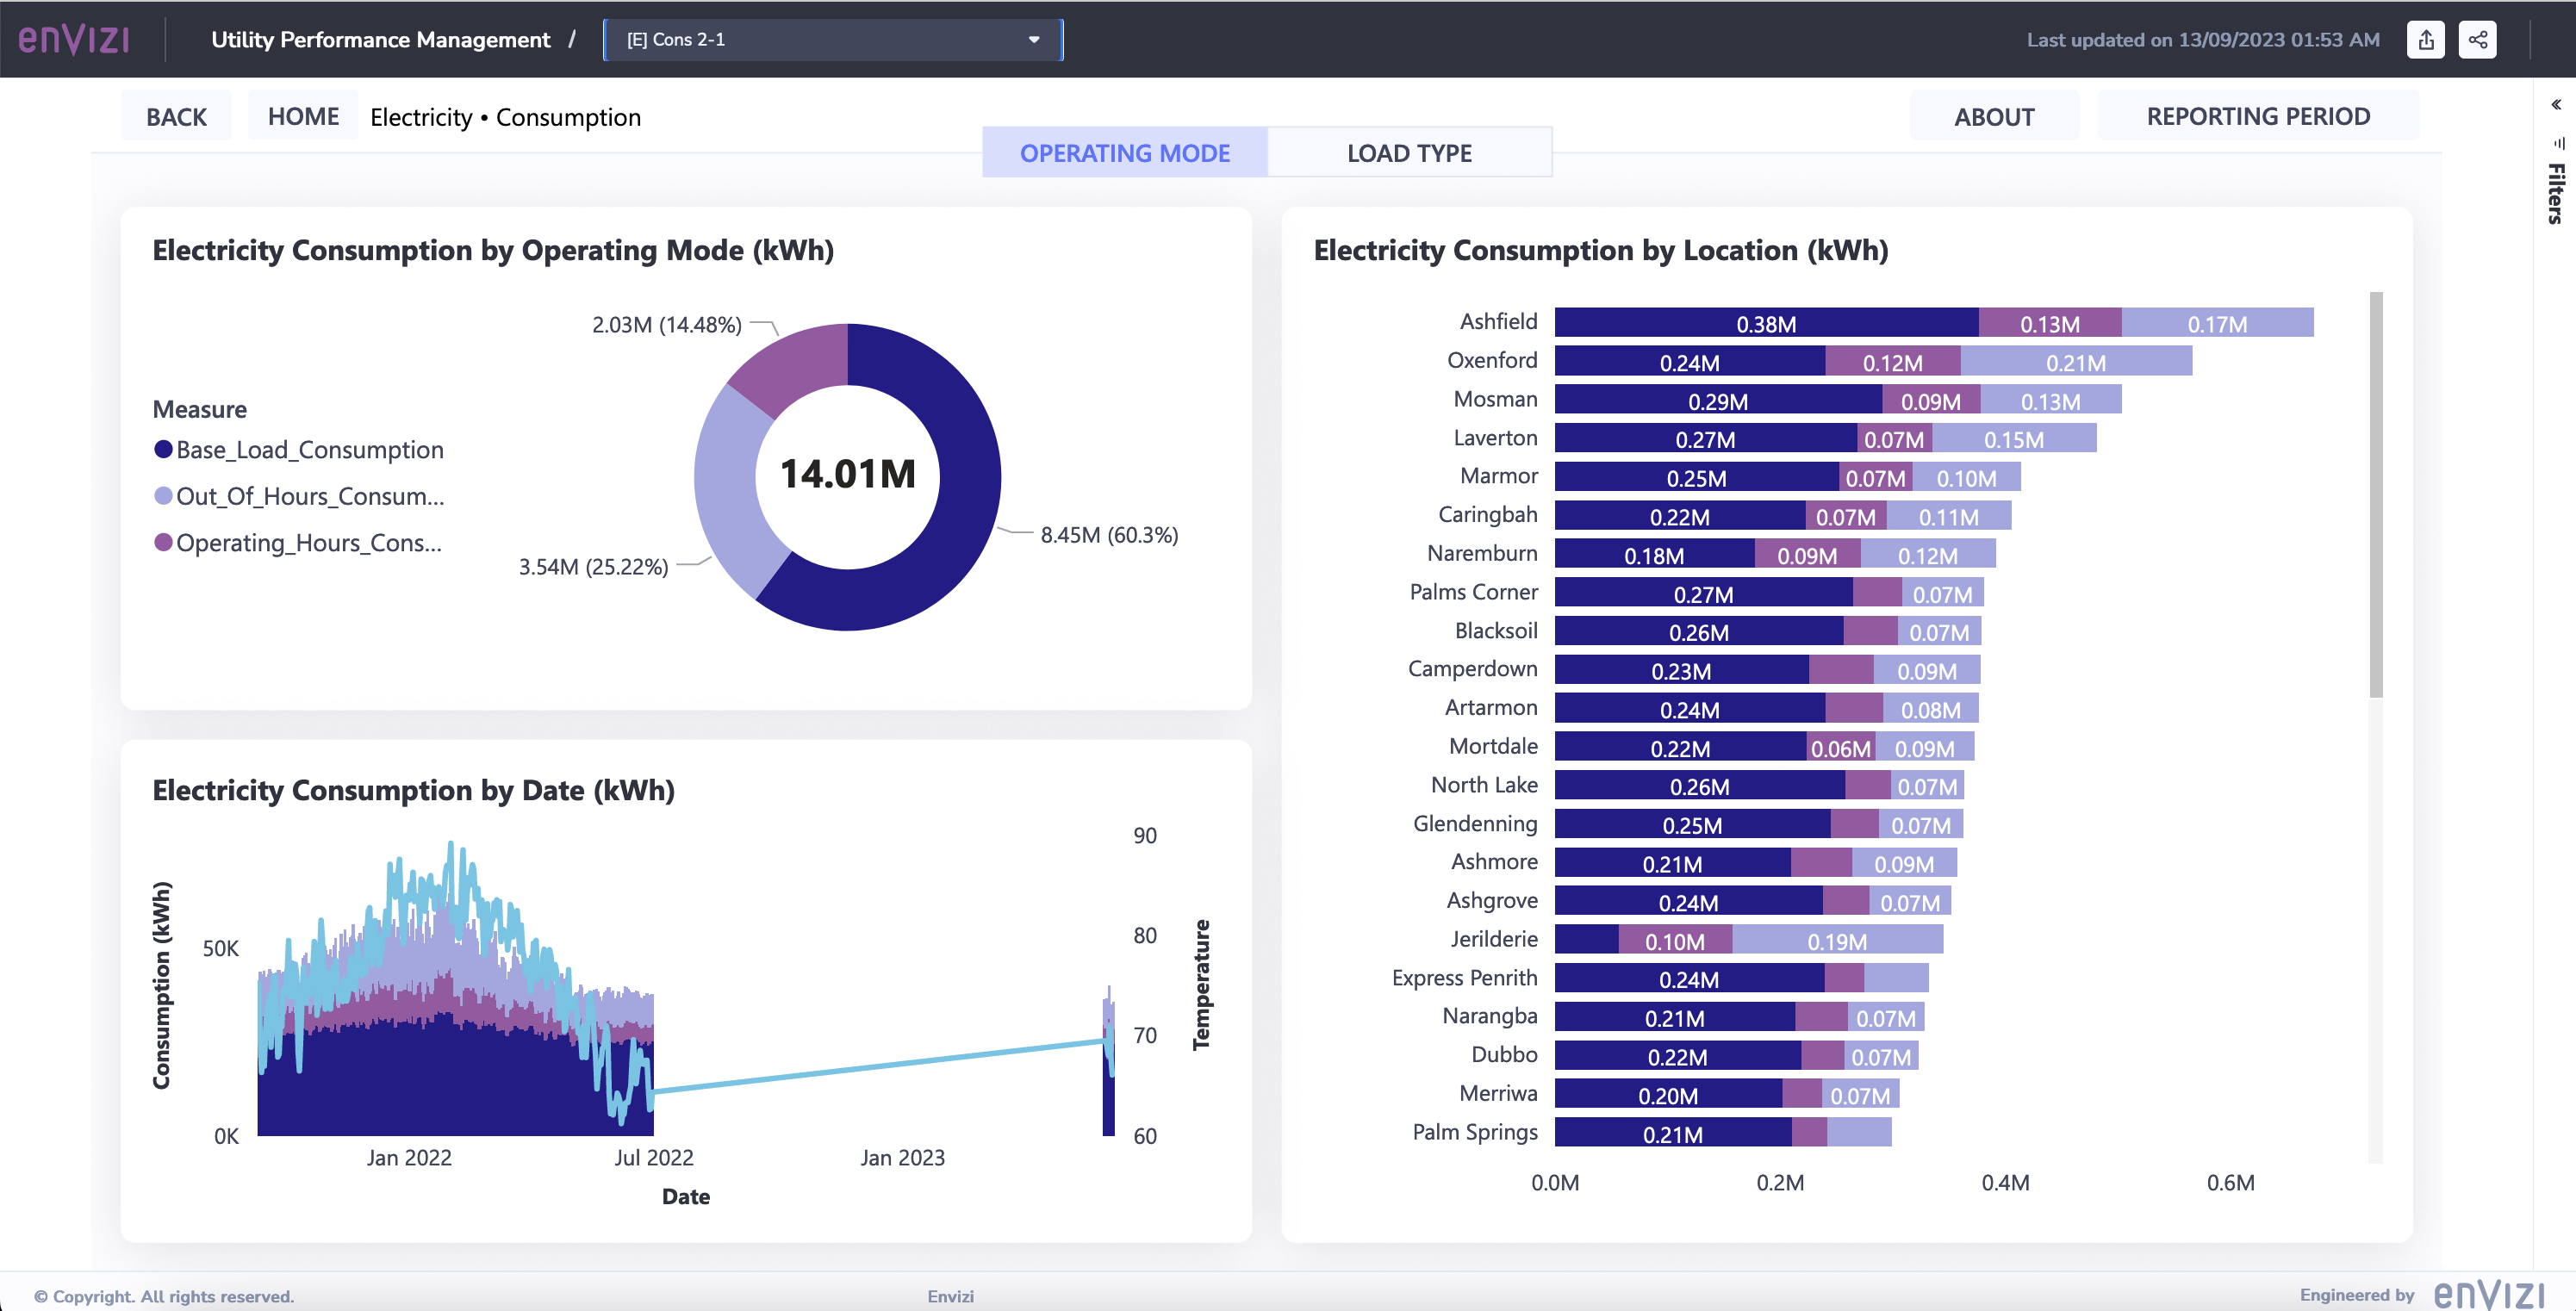 enVIZI
Utility Performance Management / [E] Cons 2-1
Last updated on 13/09/2023 01:53 AM
BACK
HOME
Electricity • Consumption
ABOUT
REPORTING PERIOD
OPERATING MODE
LOAD TYPE
Filters
Electricity Consumption by Operating Mode (kWh)
Measure
Base_Load_Consumption
Out_Of_Hours_Consum...
Operating_Hours_Cons...
2.03M (14.48%)
14.01M
8.45M (60.3%)
3.54M (25.22%)
Electricity Consumption by Date (kWh)
Consumption (kWh)
50K
0K
90
80
70
60
Temperature
Jan 2022
Jul 2022
Jan 2023
Date
Electricity Consumption by Location (kWh)
Ashfield 0.38M 0.13M 0.17M
Oxenford 0.24M 0.12M 0.21M
Mosman 0.29M 0.09M 0.13M
Laverton 0.27M 0.07M 0.15M
Marmor 0.25M 0.07M 0.10M
Caringbah 0.22M 0.07M 0.11M
Naremburn 0.18M 0.09M 0.12M
Palms Corner 0.27M 0.07M
Blacksoil 0.26M 0.07M
Camperdown 0.23M 0.09M
Artarmon 0.24M 0.08M
Mortdale 0.22M 0.06M 0.09M
North Lake 0.26M 0.07M
Glendenning 0.25M 0.07M
Ashmore 0.21M 0.09M
Ashgrove 0.24M 0.07M
Jerilderie 0.10M 0.19M
Express Penrith 0.24M
Narangba 0.21M 0.07M
Dubbo 0.22M 0.07M
Merriwa 0.20M 0.07M
Palm Springs 0.21M
0.0M 0.2M 0.4M 0.6M
© Copyright. All rights reserved.
Envizi
Engineered by enVIZI